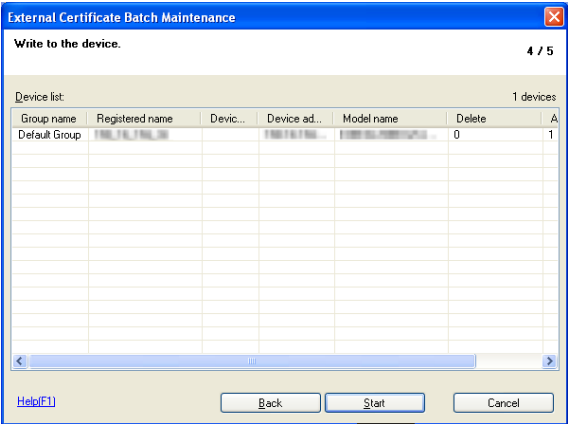 External Certificate Batch Maintenance
Write to the device.
4 / 5
Device list:
1 devices
Group name Registered name Devic... Device ad... Model name Delete A
Default Group 0 1
Help(F1)
Back Start Cancel